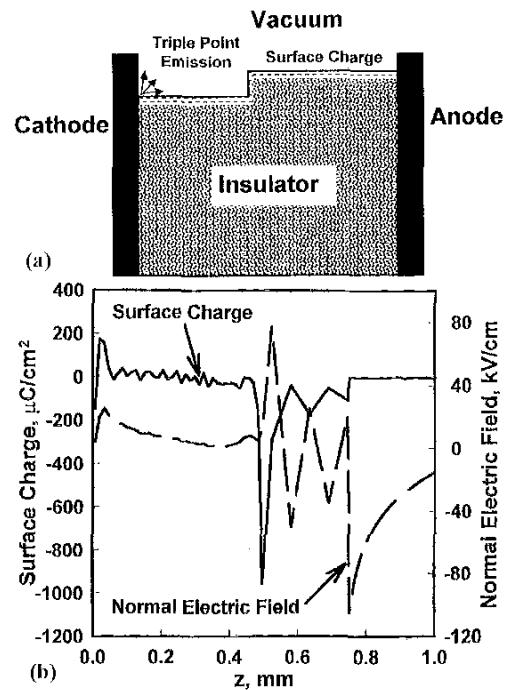 Vacuum
Triple Point
Emission
Surface Charge
Cathode
Anode
Insulator
(a)
400
200
0
-200
-400
-600
-800
-1000
-1200
Surface Charge, μC/cm²
Surface Charge
Normal Electric Field
80
40
0
-40
-80
-120
Normal Electric Field, kV/cm
0.0 0.2 0.4 0.6 0.8 1.0
(b)
z, mm